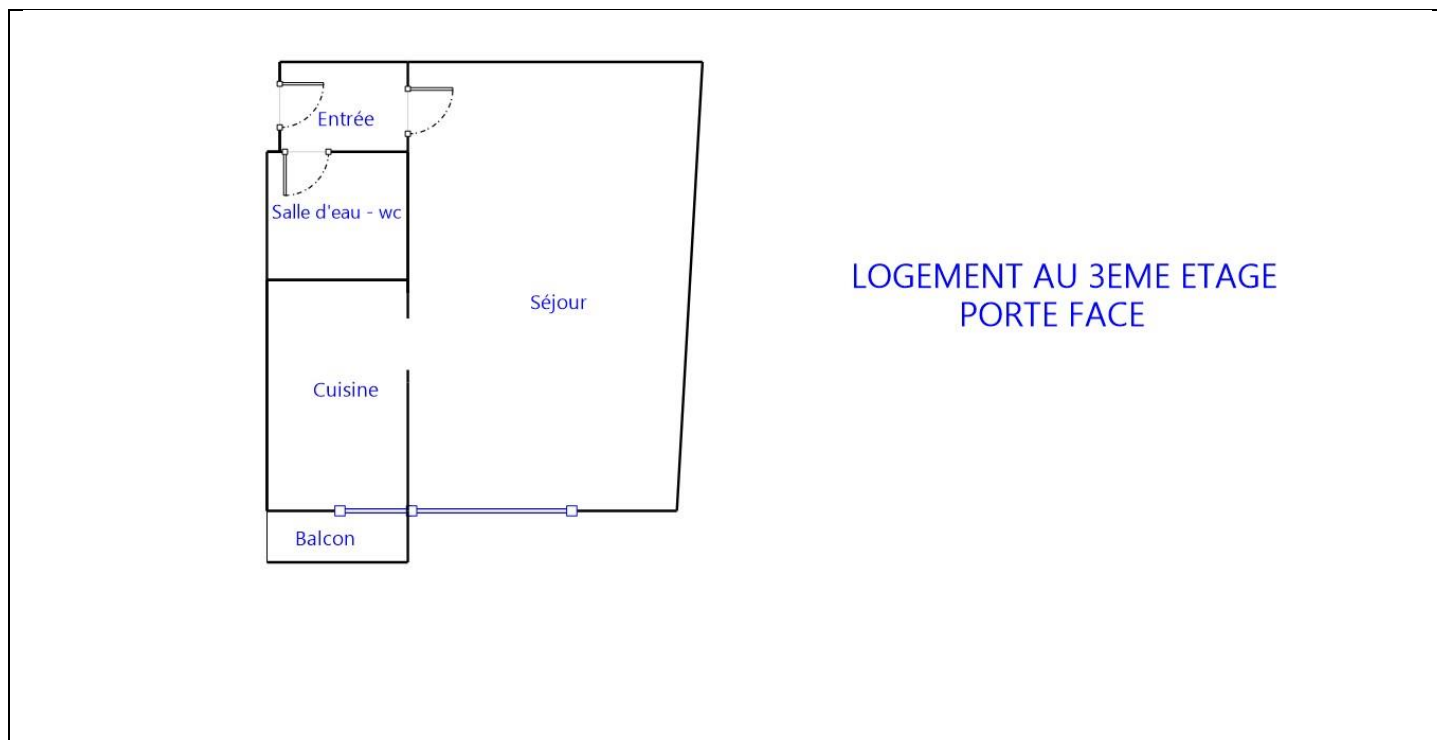 Entrée
Salle d'eau - wc
Séjour
Cuisine
Balcon
LOGEMENT AU 3EME ETAGE
PORTE FACE